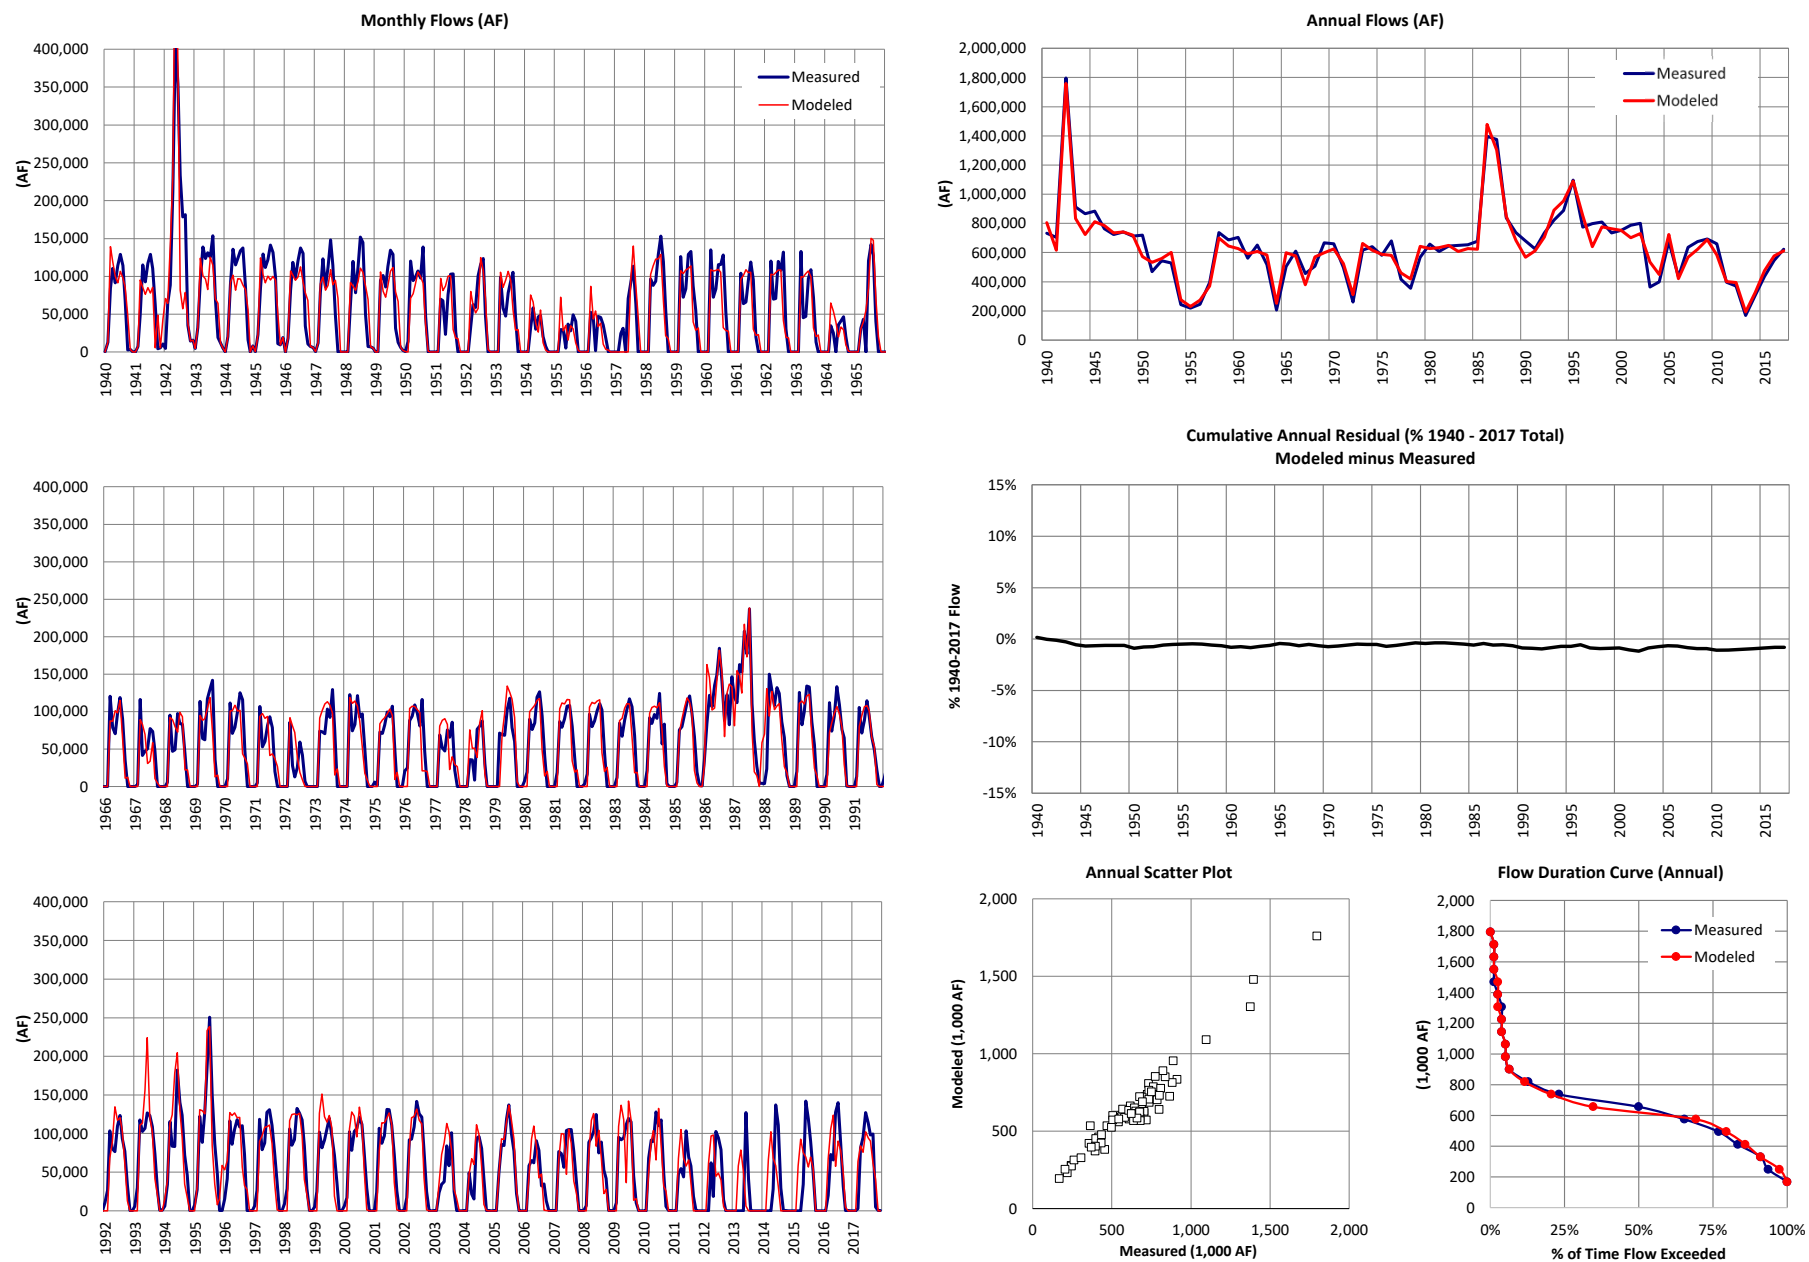 Monthly Flows (AF)
400,000
350,000
300,000
250,000
200,000
150,000
100,000
50,000
0
(AF)
Measured
Modeled
1940 1941 1942 1943 1944 1945 1946 1947 1948 1949 1950 1951 1952 1953 1954 1955 1956 1957 1958 1959 1960 1961 1962 1963 1964 1965
400,000
350,000
300,000
250,000
200,000
150,000
100,000
50,000
0
(AF)
1966 1967 1968 1969 1970 1971 1972 1973 1974 1975 1976 1977 1978 1979 1980 1981 1982 1983 1984 1985 1986 1987 1988 1989 1990 1991
400,000
350,000
300,000
250,000
200,000
150,000
100,000
50,000
0
(AF)
1992 1993 1994 1995 1996 1997 1998 1999 2000 2001 2002 2003 2004 2005 2006 2007 2008 2009 2010 2011 2012 2013 2014 2015 2016 2017
Annual Flows (AF)
2,000,000
1,800,000
1,600,000
1,400,000
1,200,000
1,000,000
800,000
600,000
400,000
200,000
0
(AF)
Measured
Modeled
1940 1945 1950 1955 1960 1965 1970 1975 1980 1985 1990 1995 2000 2005 2010 2015
Cumulative Annual Residual (% 1940 - 2017 Total)
Modeled minus Measured
15%
10%
5%
0%
-5%
-10%
-15%
% 1940-2017 Flow
1940 1945 1950 1955 1960 1965 1970 1975 1980 1985 1990 1995 2000 2005 2010 2015
Annual Scatter Plot
2,000
1,500
1,000
500
0
Modeled (1,000 AF)
0 500 1,000 1,500 2,000
Measured (1,000 AF)
Flow Duration Curve (Annual)
2,000
1,800
1,600
1,400
1,200
1,000
800
600
400
200
0
(1,000 AF)
Measured
Modeled
0% 25% 50% 75% 100%
% of Time Flow Exceeded